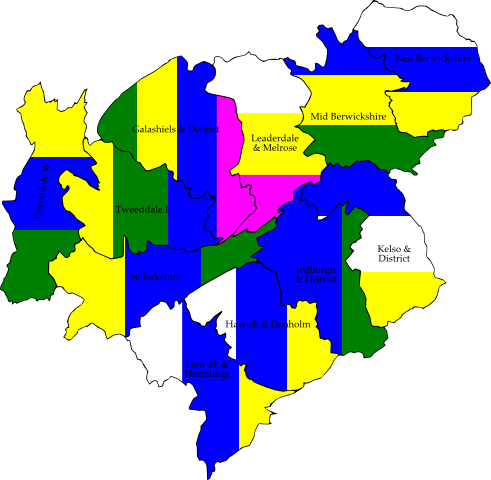 East Berwickshire
Mid Berwickshire
Galashiels & District
Leaderdale
& Melrose
Tweeddale W
Tweeddale E
Kelso &
District
Selkirkshire
Jedburgh
& District
Hawick & Denholm
Hawick &
Hermitage